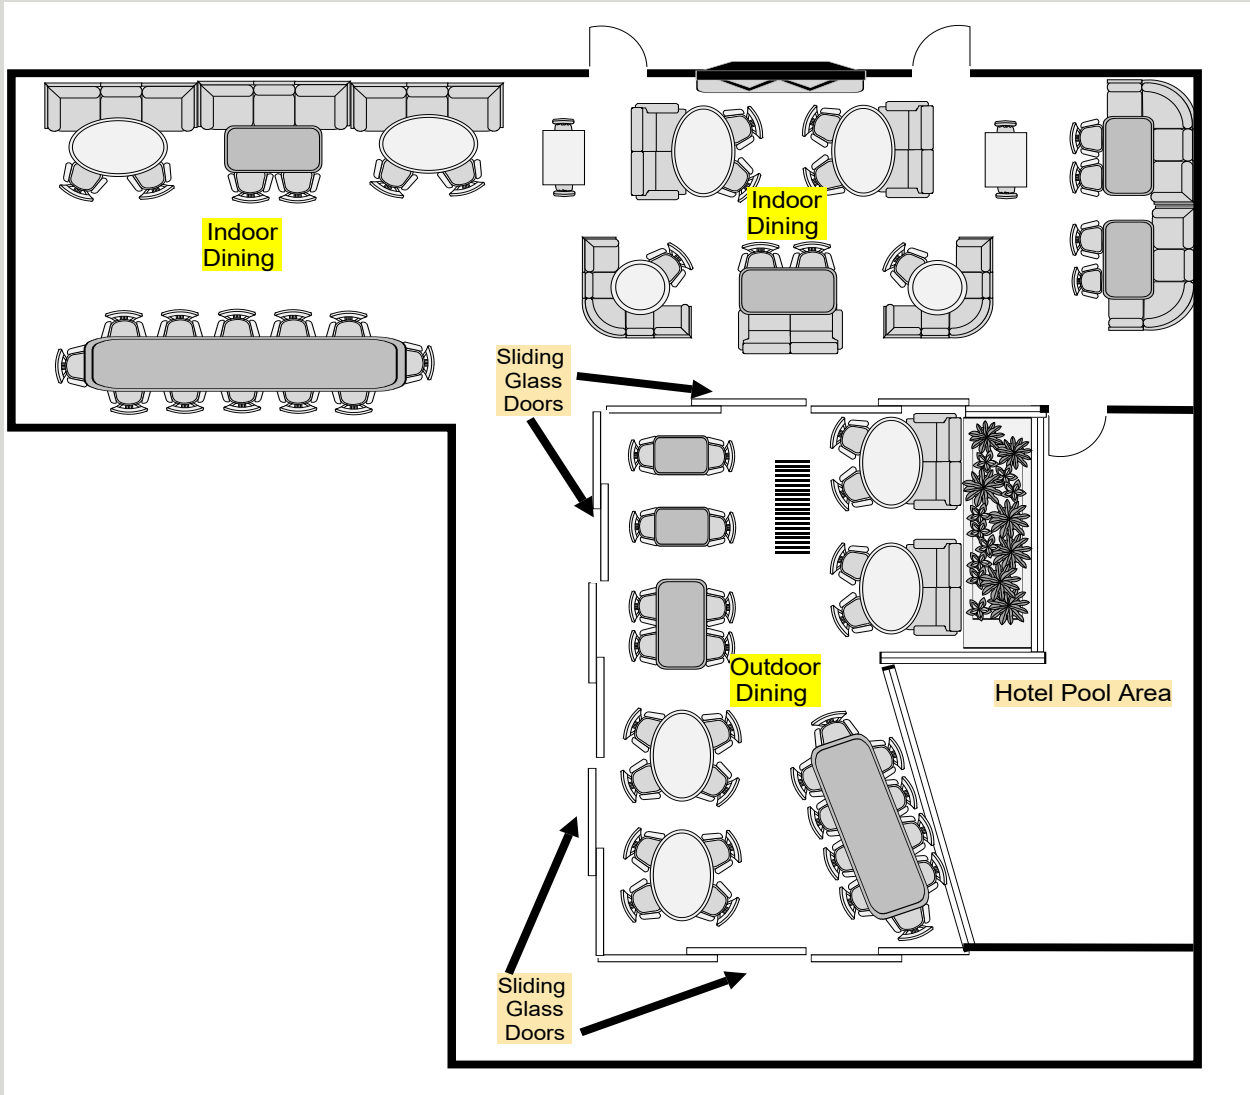 Indoor
Dining
Indoor
Dining
Sliding
Glass
Doors
Outdoor
Dining
Hotel Pool Area
Sliding
Glass
Doors